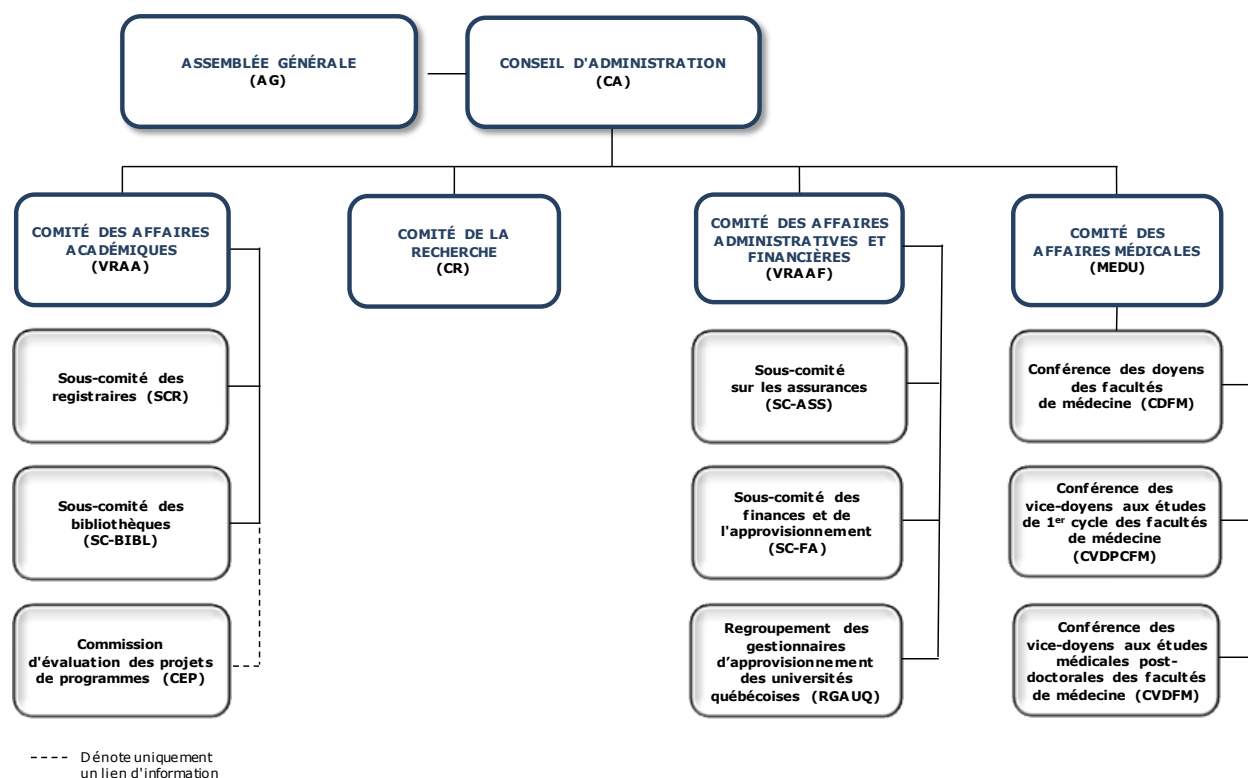 ASSEMBLÉE GÉNÉRALE
(AG)
CONSEIL D'ADMINISTRATION
(CA)
COMITÉ DES AFFAIRES
ACADÉMIQUES
(VRAA)
COMITÉ DE LA
RECHERCHE
(CR)
COMITÉ DES AFFAIRES
ADMINISTRATIVES ET
FINANCIÈRES
(VRAAF)
COMITÉ DES
AFFAIRES MÉDICALES
(MEDU)
Sous-comité des
registraires (SCR)
Sous-comité
sur les assurances
(SC-ASS)
Conférence des doyens
des facultés
de médecine (CDFM)
Sous-comité des
bibliothèques
(SC-BIBL)
Sous-comité des
finances et de
l'approvisionnement
(SC-FA)
Conférence des
vice-doyens aux études
de 1er cycle des facultés
de médecine
(CVDPCFM)
Commission
d'évaluation des projets
de programmes (CEP)
Regroupement des
gestionnaires
d’approvisionnement
des universités
québécoises (RGAUQ)
Conférence des
vice-doyens aux études
médicales post-
doctorales des facultés
de médecine (CVDFM)
Dénote uniquement
un lien d'information